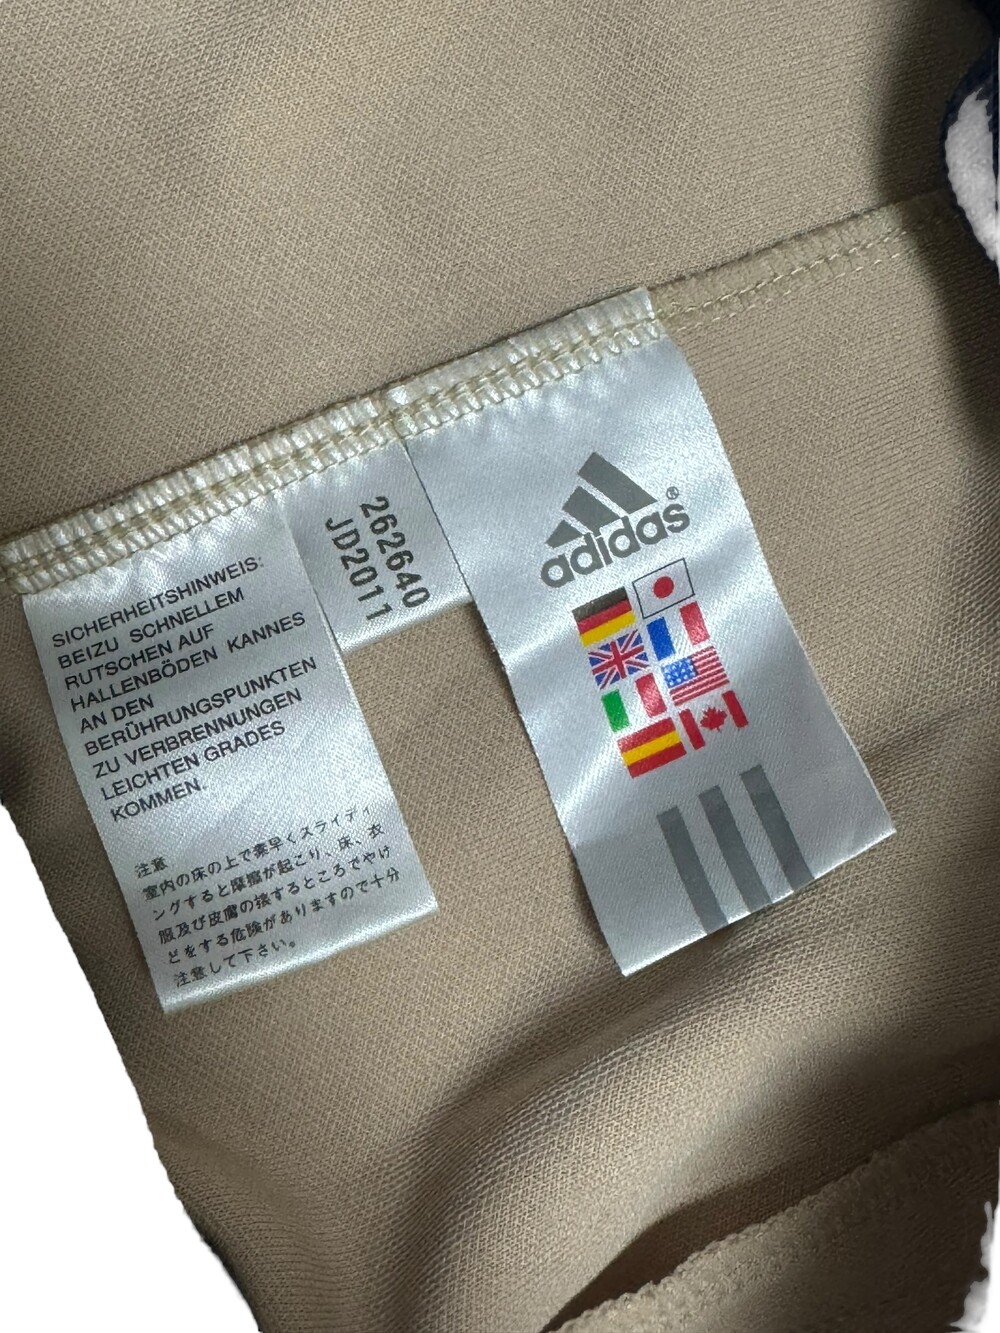 SICHERHEITSHINWEIS:
BEIZU SCHNELLEM
RUTSCHEN AUF
HALLENBÖDEN KANNES
AN DEN
BERÜHRUNGSPUNKTEN
ZU VERBRENNUNGEN
LEICHTEN GRADES
KOMMEN.
注意
室内の床の上で素早くスライディ
ングすると摩擦が起こり、床、衣
服及び皮膚の接するところでやけ
どをする危険がありますので十分
注意して下さい。
262640
JD2011
adidas®